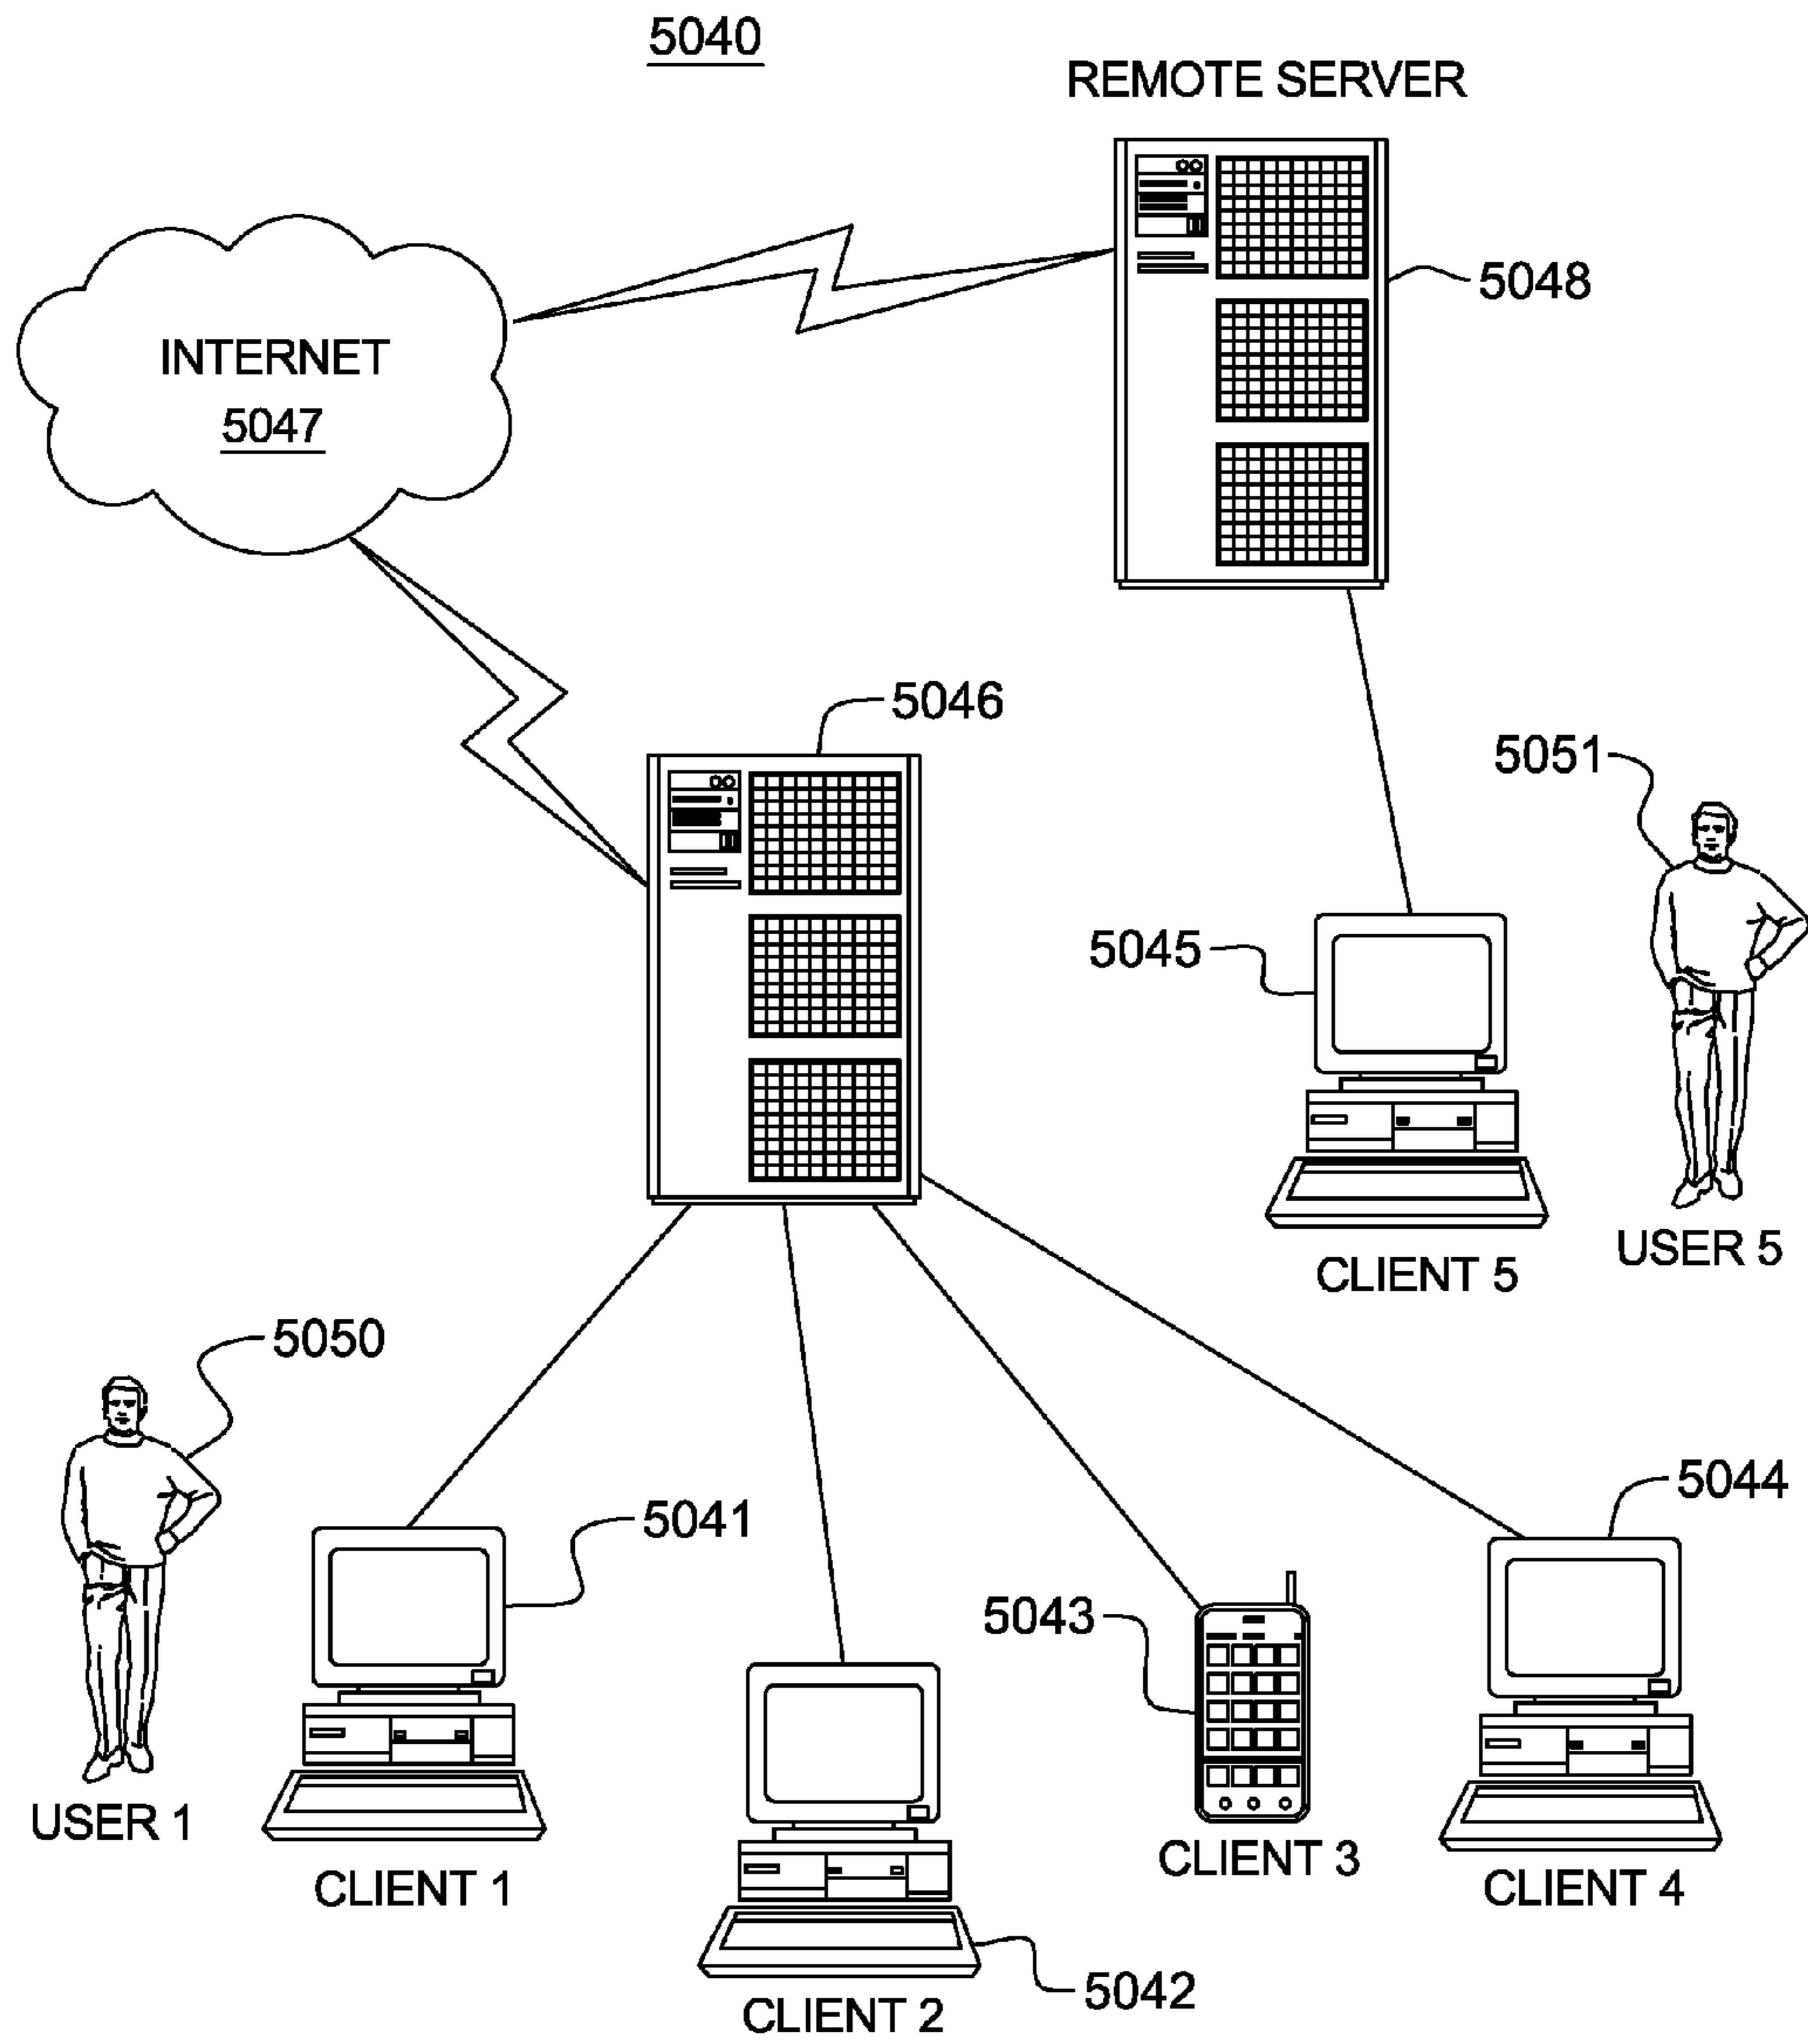 5040
REMOTE SERVER
5048
INTERNET
5047
5046
5051
5045
USER 5
CLIENT 5
5050
5041
5044
5043
USER 1
CLIENT 1
CLIENT 3
CLIENT 4
5042
CLIENT 2